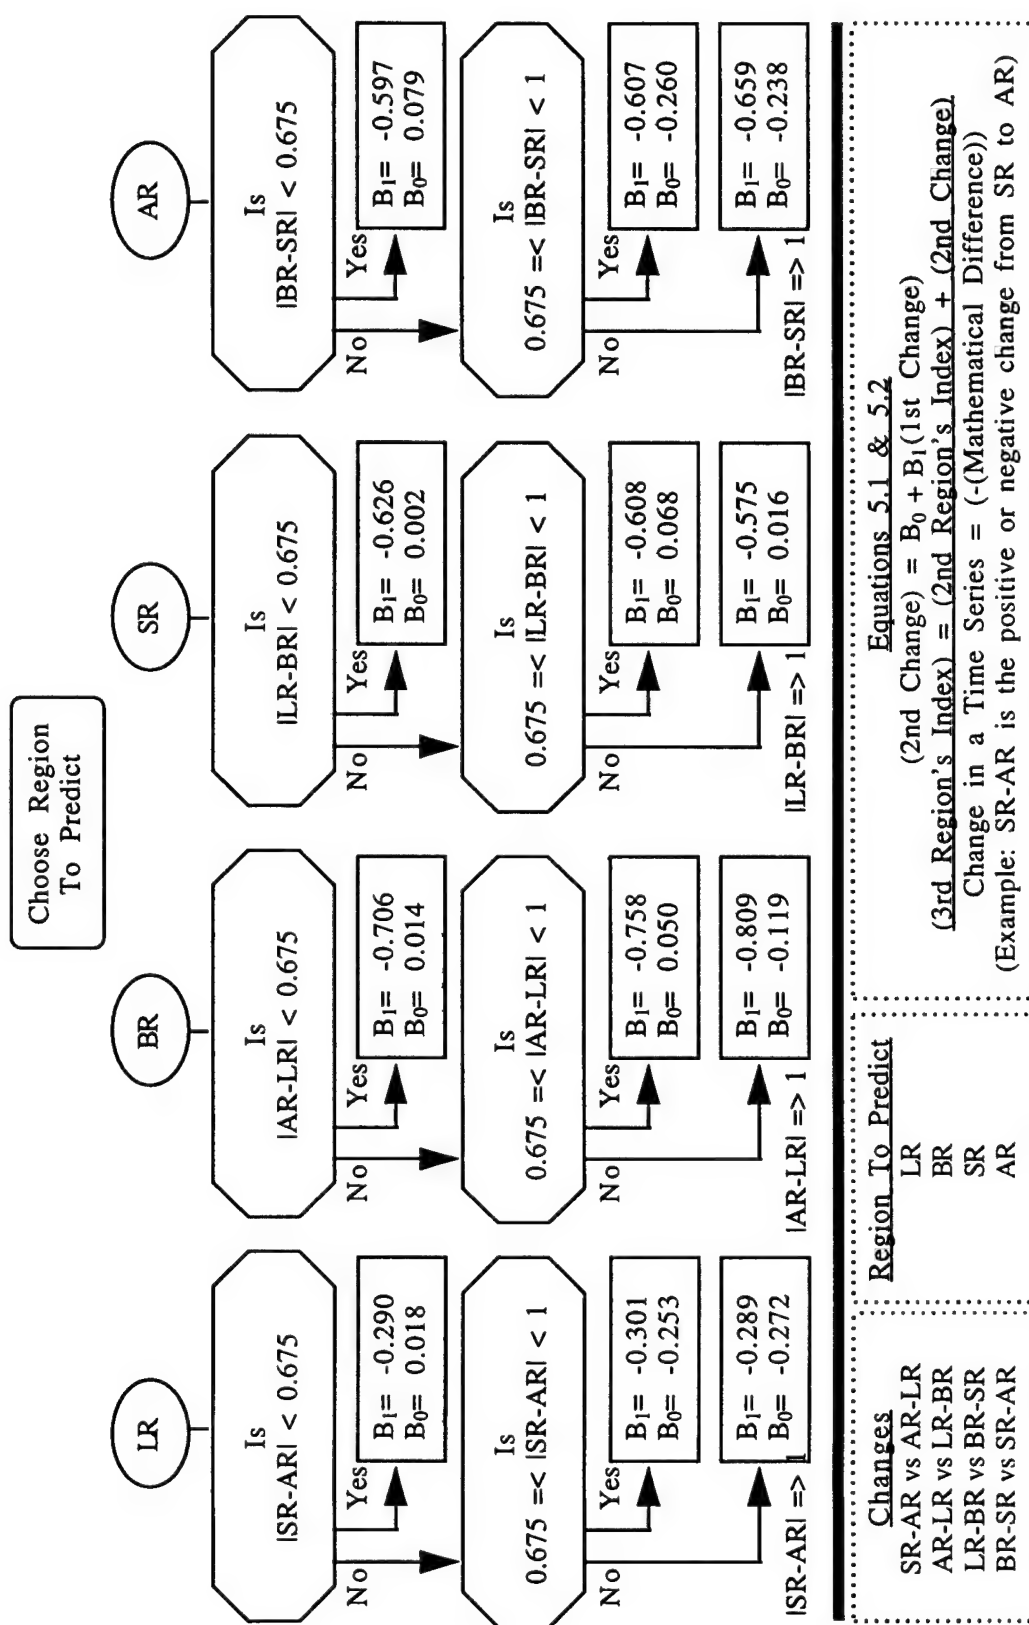 Choose Region
To Predict
LR
Is
|SR-AR| < 0.675
No
Yes
B₁= -0.290
B₀= 0.018
Is
0.675 =< |SR-AR| < 1
No
Yes
B₁= -0.301
B₀= -0.253
|SR-AR| => 1
B₁= -0.289
B₀= -0.272
BR
Is
|AR-LR| < 0.675
No
Yes
B₁= -0.706
B₀= 0.014
Is
0.675 =< |AR-LR| < 1
No
Yes
B₁= -0.758
B₀= 0.050
|AR-LR| => 1
B₁= -0.809
B₀= -0.119
SR
Is
|LR-BR| < 0.675
No
Yes
B₁= -0.626
B₀= 0.002
Is
0.675 =< |LR-BR| < 1
No
Yes
B₁= -0.608
B₀= 0.068
|LR-BR| => 1
B₁= -0.575
B₀= 0.016
AR
Is
|BR-SR| < 0.675
No
Yes
B₁= -0.597
B₀= 0.079
Is
0.675 =< |BR-SR| < 1
No
Yes
B₁= -0.607
B₀= -0.260
|BR-SR| => 1
B₁= -0.659
B₀= -0.238
Changes
SR-AR vs AR-LR
AR-LR vs LR-BR
LR-BR vs BR-SR
BR-SR vs SR-AR
Region To Predict
LR
BR
SR
AR
Equations 5.1 & 5.2
(2nd Change) = B₀ + B₁(1st Change)
(3rd Region's Index) = (2nd Region's Index) + (2nd Change)
Change in a Time Series = (-(Mathematical Difference))
(Example: SR-AR is the positive or negative change from SR to AR)